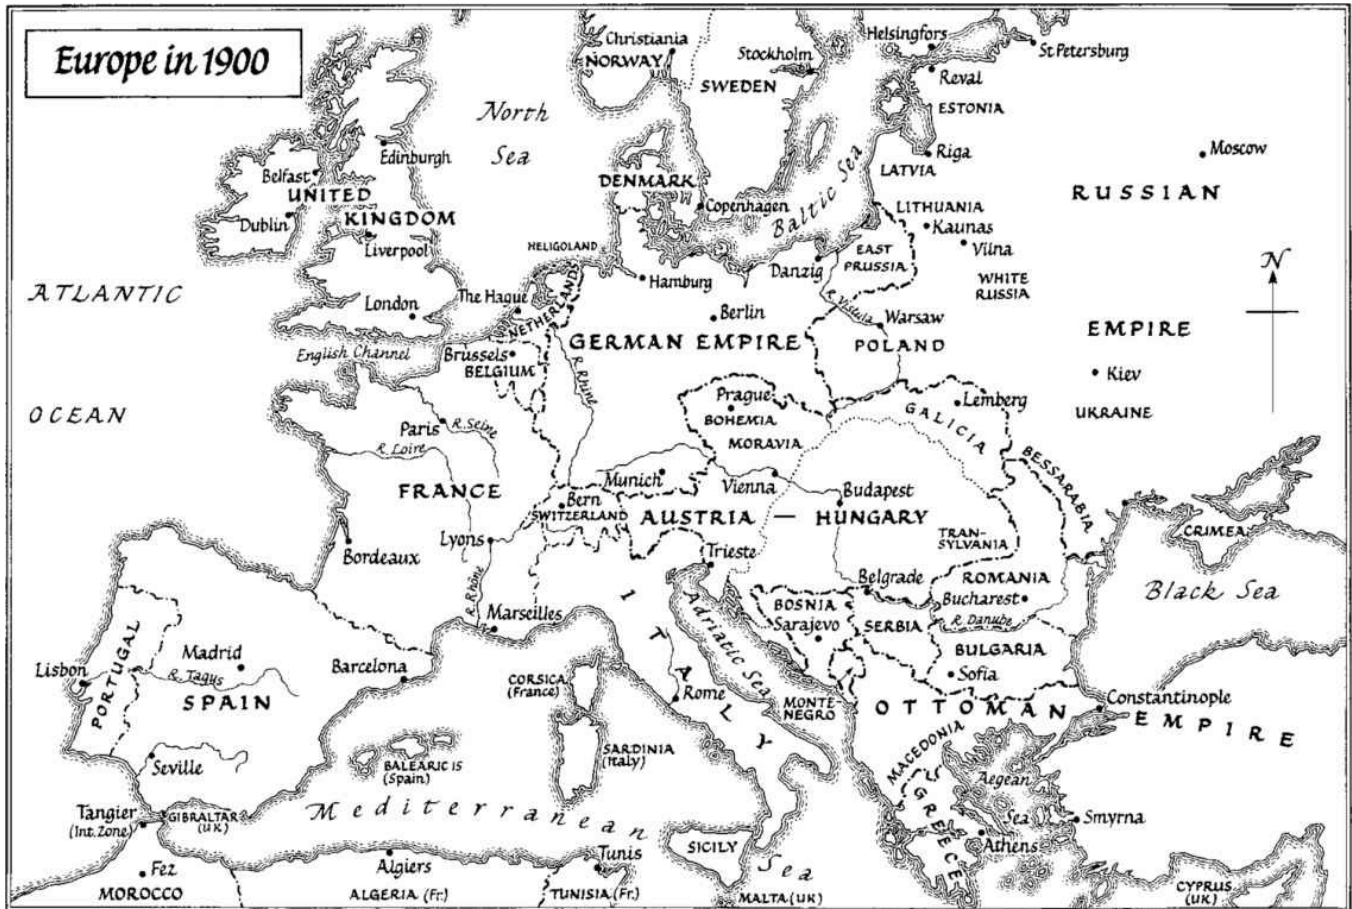 Europe in 1900
Christiania
NORWAY
Stockholm
SWEDEN
Helsingfors
St Petersburg
Reval
ESTONIA
North
Sea
Edinburgh
Riga
LATVIA
Moscow
Belfast
UNITED
KINGDOM
Dublin
Liverpool
DENMARK
Copenhagen
Baltic Sea
RUSSIAN
LITHUANIA
Kaunas
Vilna
HELIGOLAND
EAST
PRUSSIA
Danzig
Hamburg
WHITE
RUSSIA
N
ATLANTIC
London
The Hague
NETHERLANDS
Berlin
R. Vistula
Warsaw
EMPIRE
English Channel
Brussels
BELGIUM
GERMAN EMPIRE
POLAND
R. Rhine
Kiev
Prague
BOHEMIA
MORAVIA
Lemberg
GALICIA
UKRAINE
OCEAN
Paris
R. Seine
R. Loire
BESSARABIA
FRANCE
Munich
Vienna
Budapest
Bern
SWITZERLAND
AUSTRIA — HUNGARY
CRIMEA
Lyons
Bordeaux
Trieste
TRAN-
SYLVANIA
R. Rhône
Belgrade
ROMANIA
Bucharest
Black Sea
Marseilles
ITALY
Adriatic Sea
BOSNIA
Sarajevo
SERBIA
R. Danube
BULGARIA
Sofia
PORTUGAL
Lisbon
Madrid
R. Tagus
SPAIN
Barcelona
CORSICA
(France)
Rome
MONTE-
NEGRO
OTTOMAN EMPIRE
Constantinople
Seville
BALEARIC IS
(Spain)
SARDINIA
(Italy)
MACEDONIA
Aegean
Sea
GREECE
Smyrna
Athens
Mediterranean
Sea
Tangier
(Int. Zone)
GIBRALTAR
(UK)
Fez
MOROCCO
Algiers
ALGERIA (Fr.)
Tunis
TUNISIA (Fr.)
SICILY
MALTA (UK)
CYPRUS
(UK)